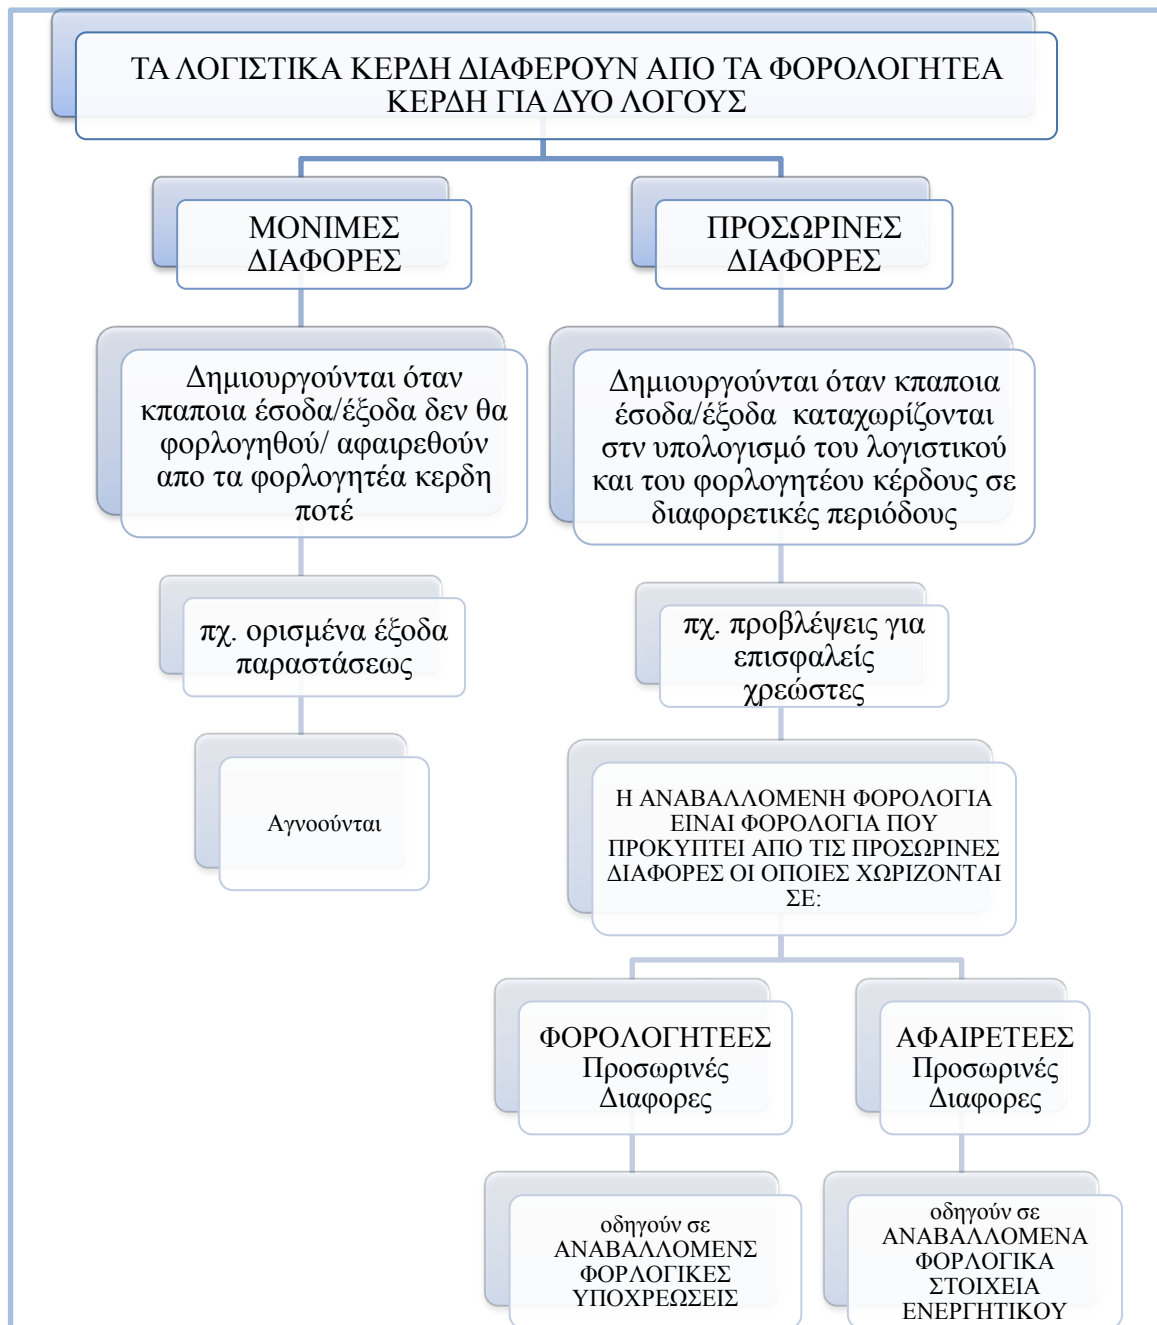 ΤΑ ΛΟΓΙΣΤΙΚΑ ΚΕΡΔΗ ΔΙΑΦΕΡΟΥΝ ΑΠΟ ΤΑ ΦΟΡΟΛΟΓΗΤΕΑ
ΚΕΡΔΗ ΓΙΑ ΔΥΟ ΛΟΓΟΥΣ
ΜΟΝΙΜΕΣ
ΔΙΑΦΟΡΕΣ
Δημιουργούνται όταν
κπαποια έσοδα/έξοδα δεν θα
φορλογηθού/ αφαιρεθούν
απο τα φορλογητέα κερδη
ποτέ
πχ. ορισμένα έξοδα
παραστάσεως
Αγνοούνται
ΠΡΟΣΩΡΙΝΕΣ
ΔΙΑΦΟΡΕΣ
Δημιουργούνται όταν κπαποια
έσοδα/έξοδα καταχωρίζονται
στν υπολογισμό του λογιστικού
και του φορλογητέου κέρδους σε
διαφορετικές περιόδους
πχ. προβλέψεις για
επισφαλείς
χρεώστες
Η ΑΝΑΒΑΛΛΟΜΕΝΗ ΦΟΡΟΛΟΓΙΑ
ΕΙΝΑΙ ΦΟΡΟΛΟΓΙΑ ΠΟΥ
ΠΡΟΚΥΠΤΕΙ ΑΠΟ ΤΙΣ ΠΡΟΣΩΡΙΝΕΣ
ΔΙΑΦΟΡΕΣ ΟΙ ΟΠΟΙΕΣ ΧΩΡΙΖΟΝΤΑΙ
ΣΕ:
ΦΟΡΟΛΟΓΗΤΕΕΣ
Προσωρινές
Διαφορες
οδηγούν σε
ΑΝΑΒΑΛΛΟΜΕΝΣ
ΦΟΡΛΟΓΙΚΕΣ
ΥΠΟΧΡΕΩΣΕΙΣ
ΑΦΑΙΡΕΤΕΕΣ
Προσωρινές
Διαφορες
οδηγούν σε
ΑΝΑΒΑΛΛΟΜΕΝΑ
ΦΟΡΛΟΓΙΚΑ
ΣΤΟΙΧΕΙΑ
ΕΝΕΡΓΗΤΙΚΟΥ